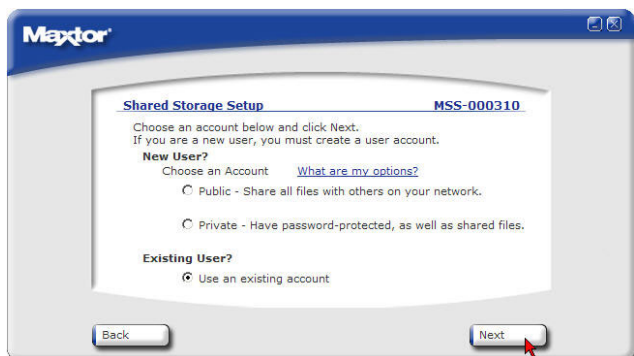 Maxtor
Shared Storage Setup MSS-000310
Choose an account below and click Next.
If you are a new user, you must create a user account.
New User?
Choose an Account What are my options?
Public - Share all files with others on your network.
Private - Have password-protected, as well as shared files.
Existing User?
Use an existing account
Back Next